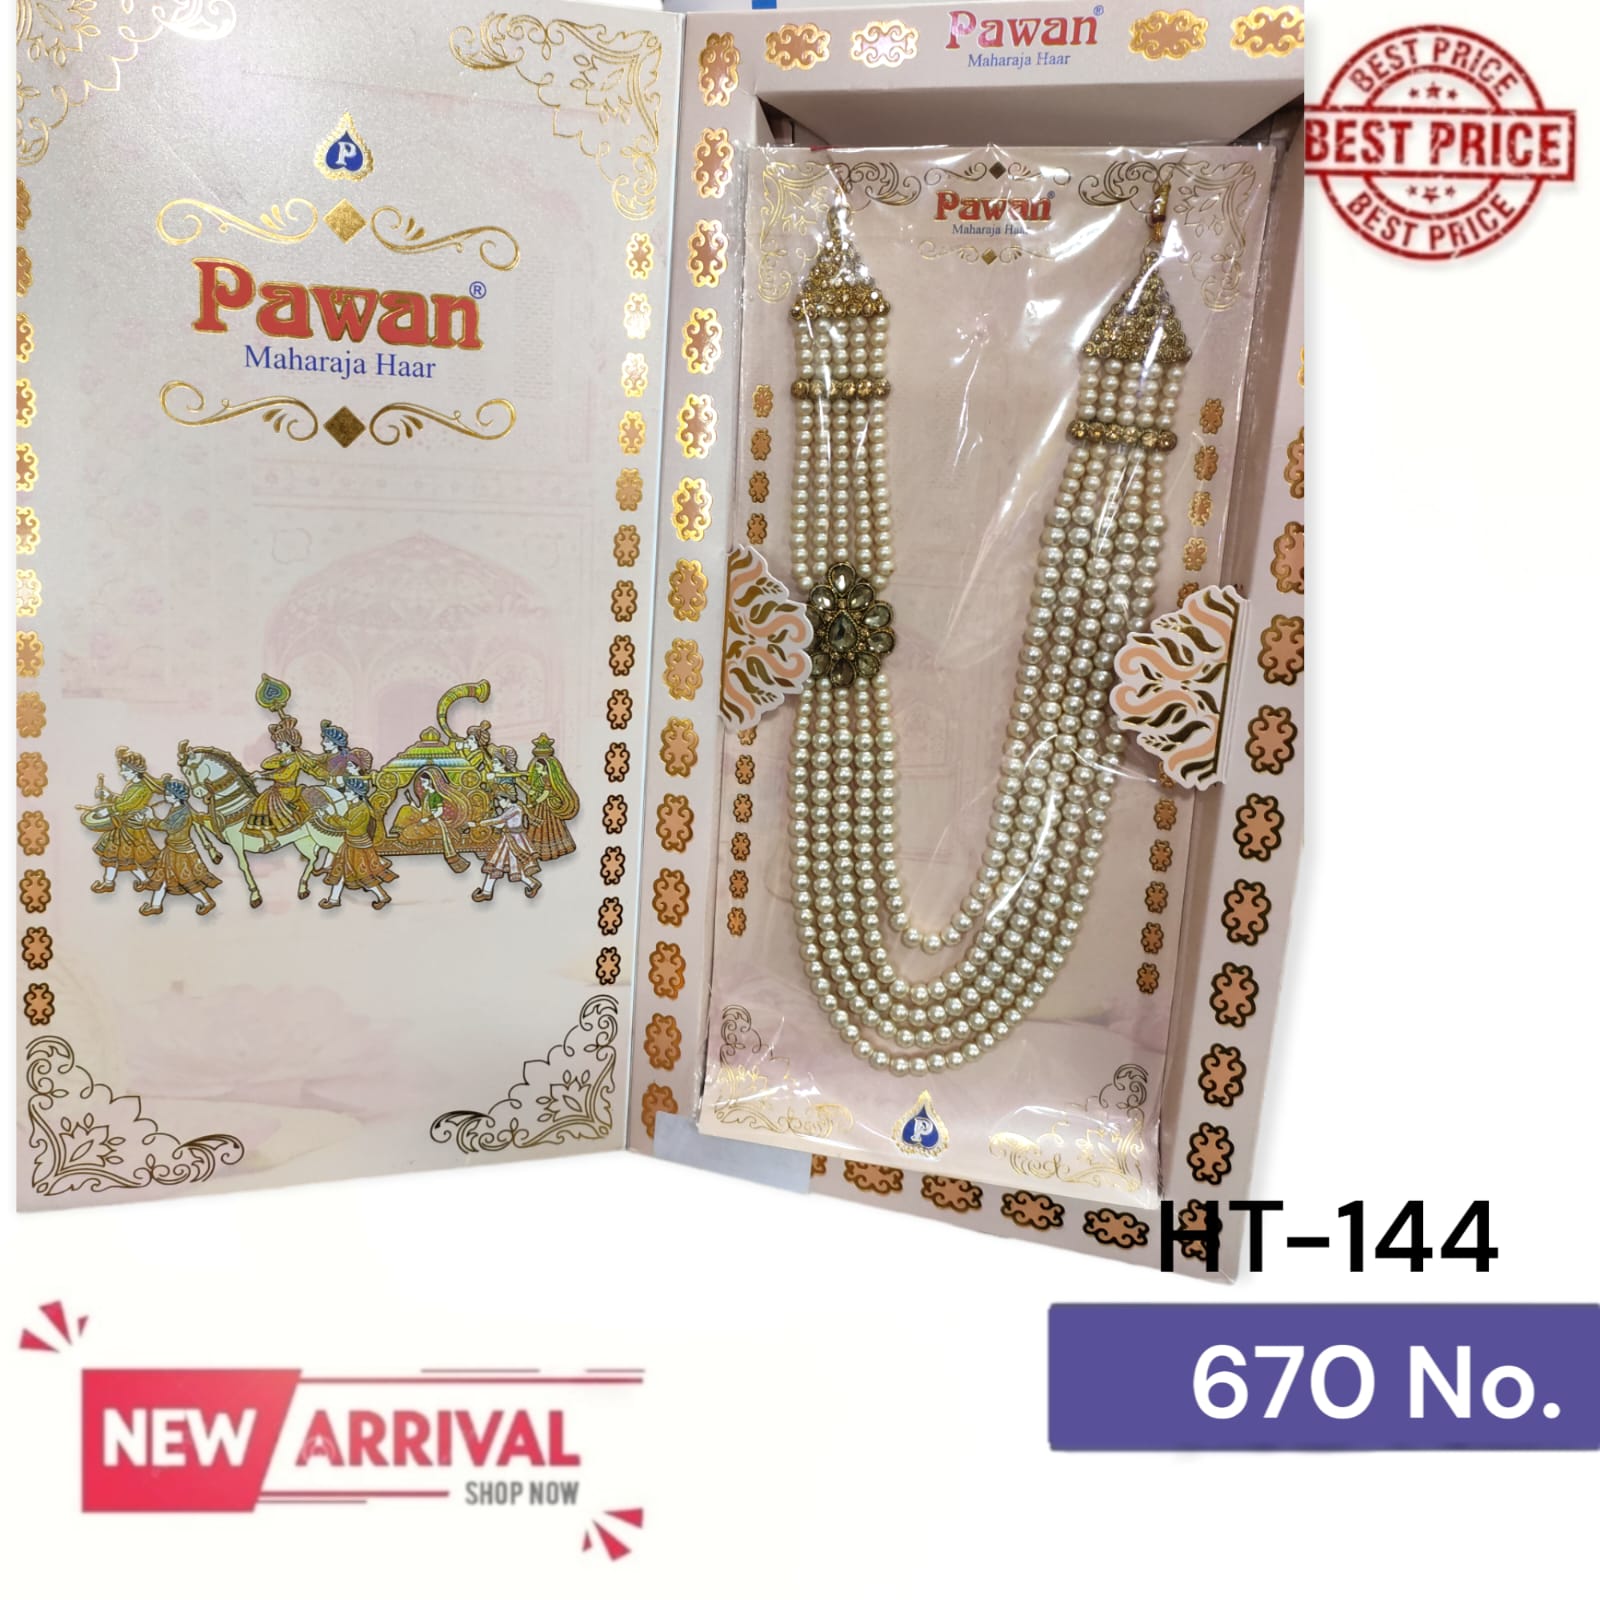 Pawan®
Maharaja Haar
BEST PRICE
BEST PRICE
BEST PRICE
P
Pawan®
Maharaja Haar
Pawan®
Maharaja Haar
P
HT-144
670 No.
NEW ARRIVAL
SHOP NOW